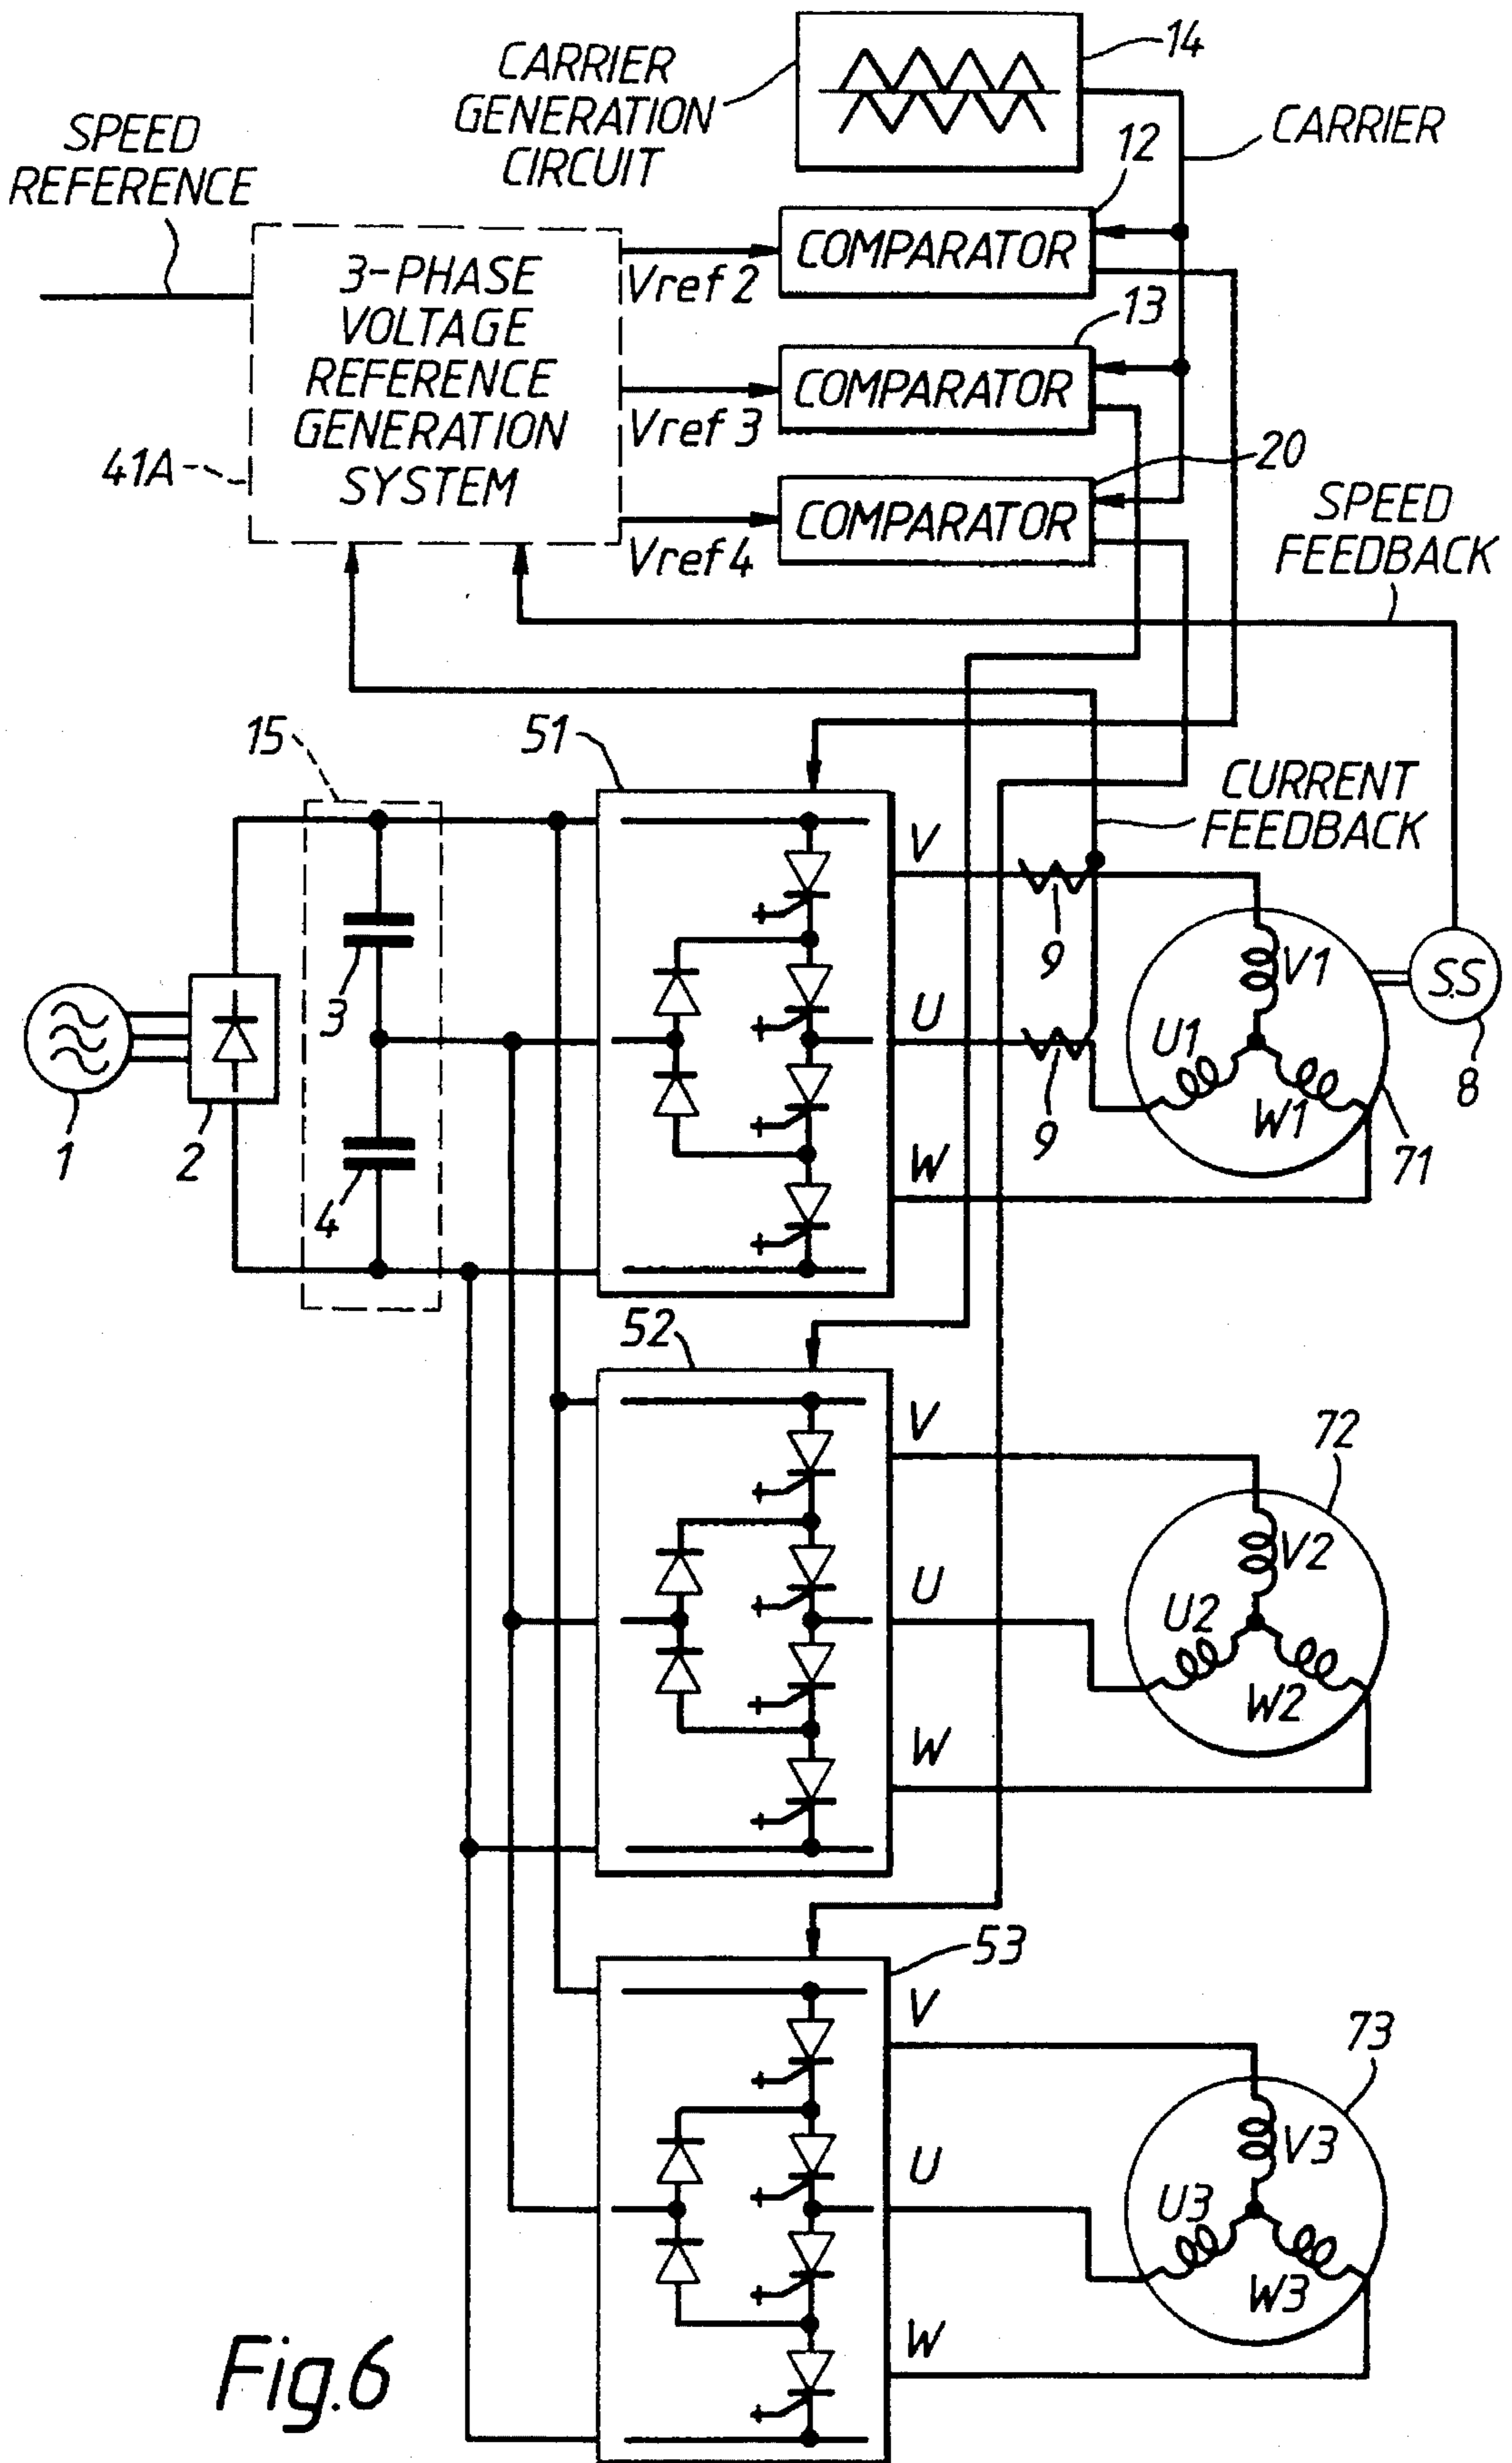 14
CARRIER
GENERATION
CIRCUIT
CARRIER
12
SPEED
REFERENCE
3-PHASE
VOLTAGE
REFERENCE
GENERATION
SYSTEM
41A
Vref 2
COMPARATOR
13
Vref 3
COMPARATOR
20
Vref 4
COMPARATOR
SPEED
FEEDBACK
15
51
CURRENT
FEEDBACK
V
9
V1
S.S
3
U
U1
W1
8
1
2
9
4
W
71
52
V
72
V2
U
U2
W2
W
53
V
73
V3
U
U3
W3
W
Fig.6